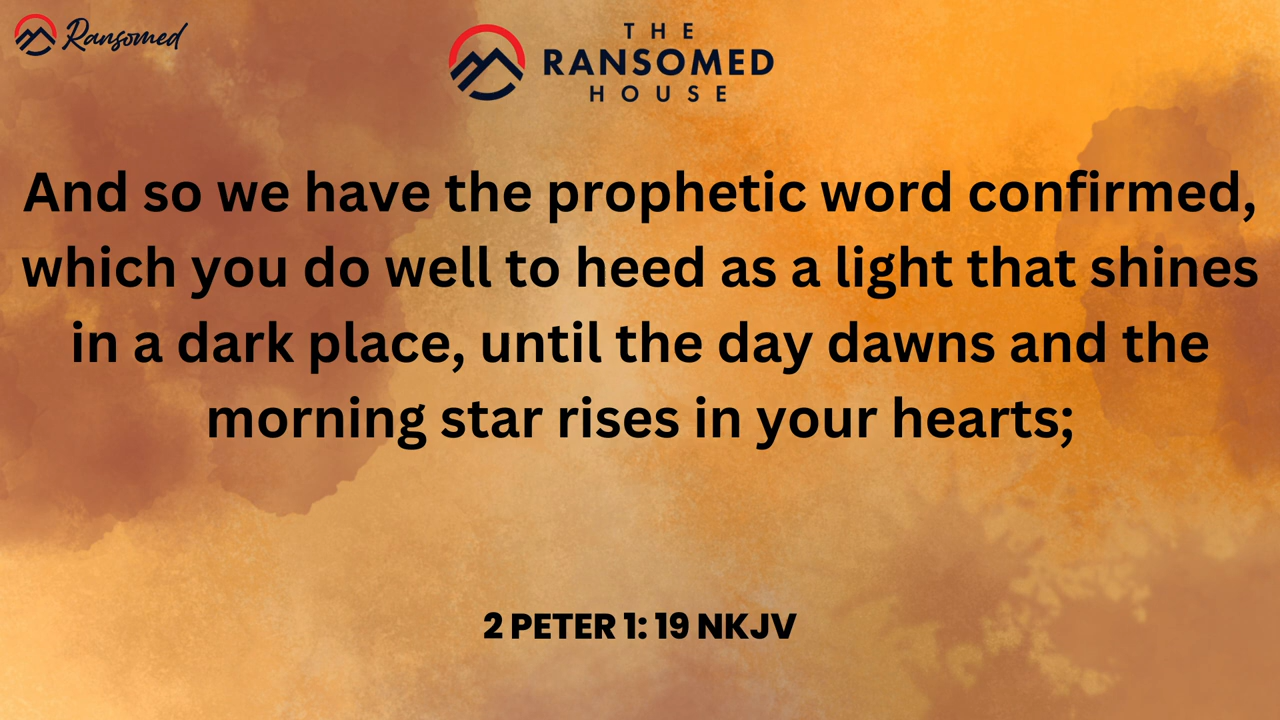 Ransomed
THE
RANSOMED
HOUSE
And so we have the prophetic word confirmed,
which you do well to heed as a light that shines
in a dark place, until the day dawns and the
morning star rises in your hearts;
2 PETER 1: 19 NKJV